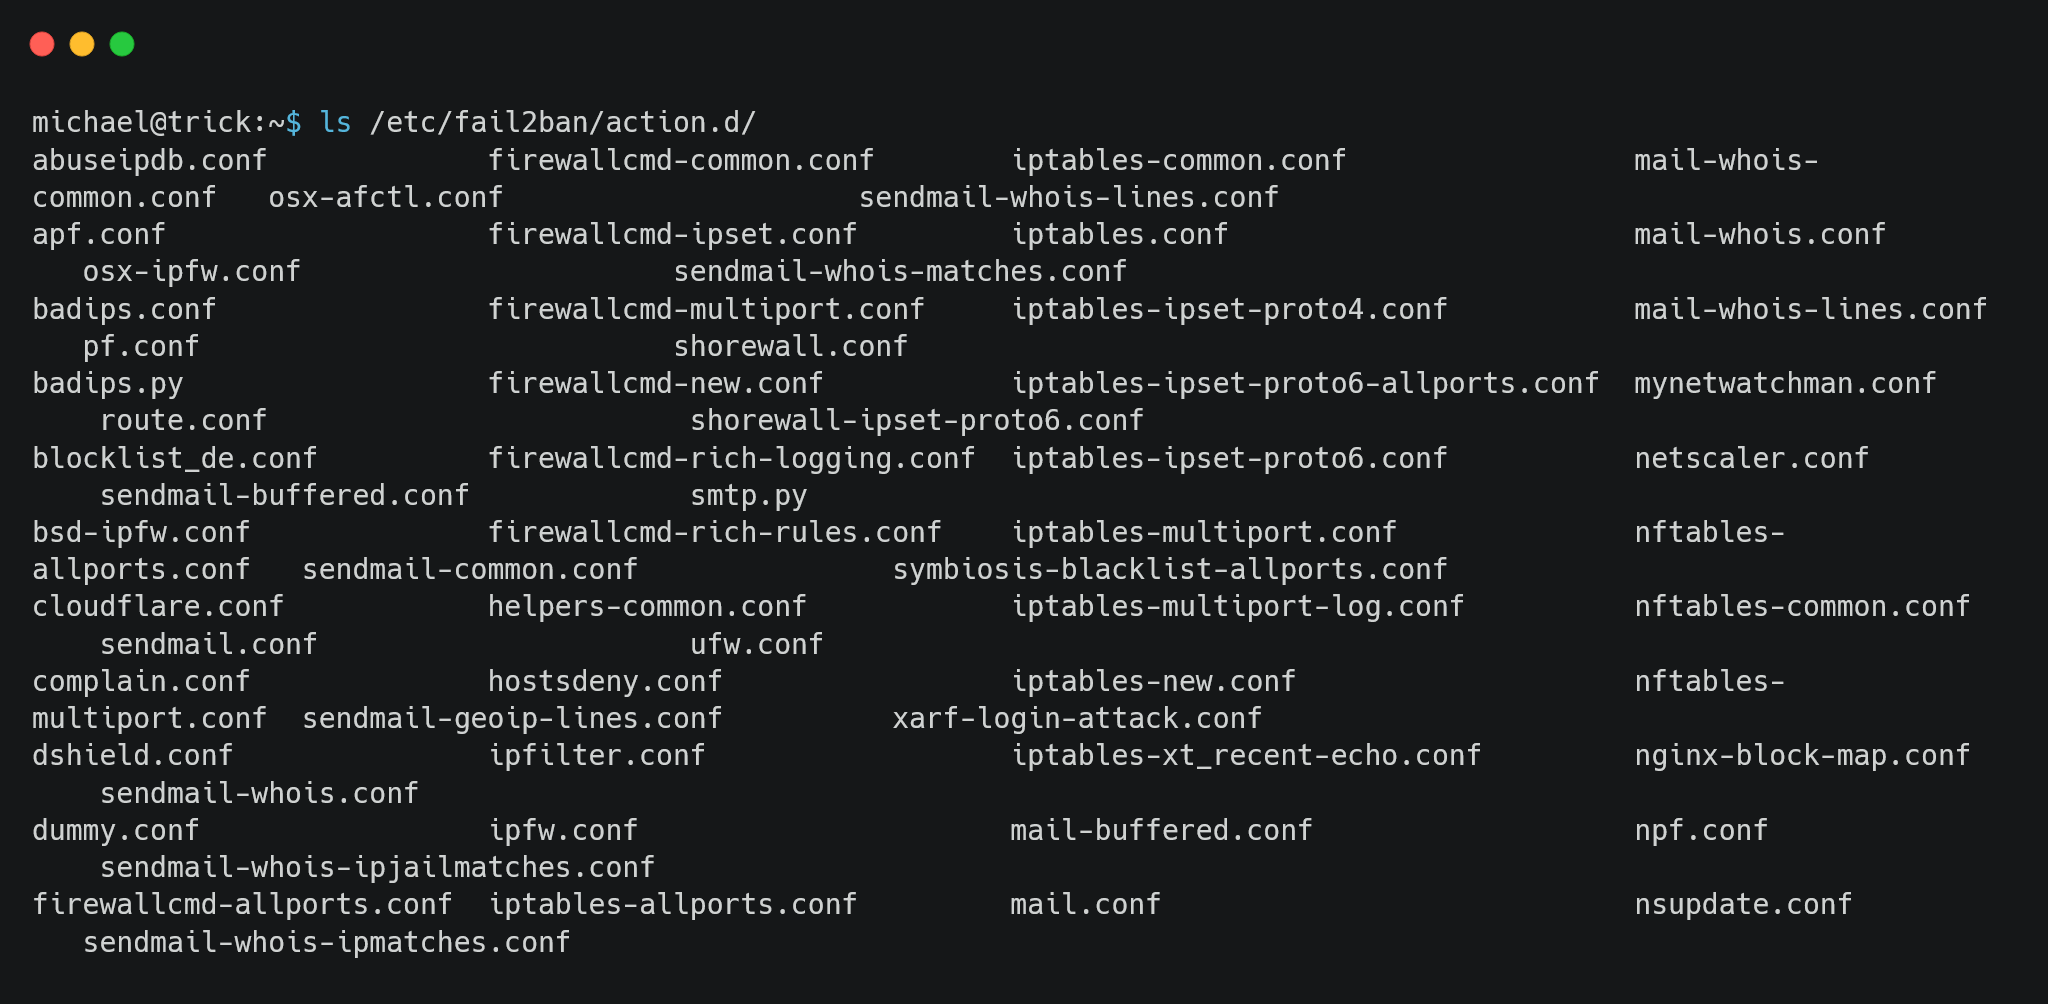 michael@trick:~$ ls /etc/fail2ban/action.d/
abuseipdb.conf             firewallcmd-common.conf        iptables-common.conf                 mail-whois-
common.conf   osx-afctl.conf                     sendmail-whois-lines.conf
apf.conf                   firewallcmd-ipset.conf         iptables.conf                        mail-whois.conf
   osx-ipfw.conf                      sendmail-whois-matches.conf
badips.conf                firewallcmd-multiport.conf     iptables-ipset-proto4.conf           mail-whois-lines.conf
   pf.conf                            shorewall.conf
badips.py                  firewallcmd-new.conf           iptables-ipset-proto6-allports.conf  mynetwatchman.conf
    route.conf                         shorewall-ipset-proto6.conf
blocklist_de.conf          firewallcmd-rich-logging.conf  iptables-ipset-proto6.conf           netscaler.conf
    sendmail-buffered.conf             smtp.py
bsd-ipfw.conf              firewallcmd-rich-rules.conf    iptables-multiport.conf              nftables-
allports.conf   sendmail-common.conf               symbiosis-blacklist-allports.conf
cloudflare.conf            helpers-common.conf            iptables-multiport-log.conf          nftables-common.conf
    sendmail.conf                      ufw.conf
complain.conf              hostsdeny.conf                 iptables-new.conf                    nftables-
multiport.conf  sendmail-geoip-lines.conf          xarf-login-attack.conf
dshield.conf               ipfilter.conf                  iptables-xt_recent-echo.conf         nginx-block-map.conf
    sendmail-whois.conf
dummy.conf                 ipfw.conf                      mail-buffered.conf                   npf.conf
    sendmail-whois-ipjailmatches.conf
firewallcmd-allports.conf  iptables-allports.conf         mail.conf                            nsupdate.conf
   sendmail-whois-ipmatches.conf